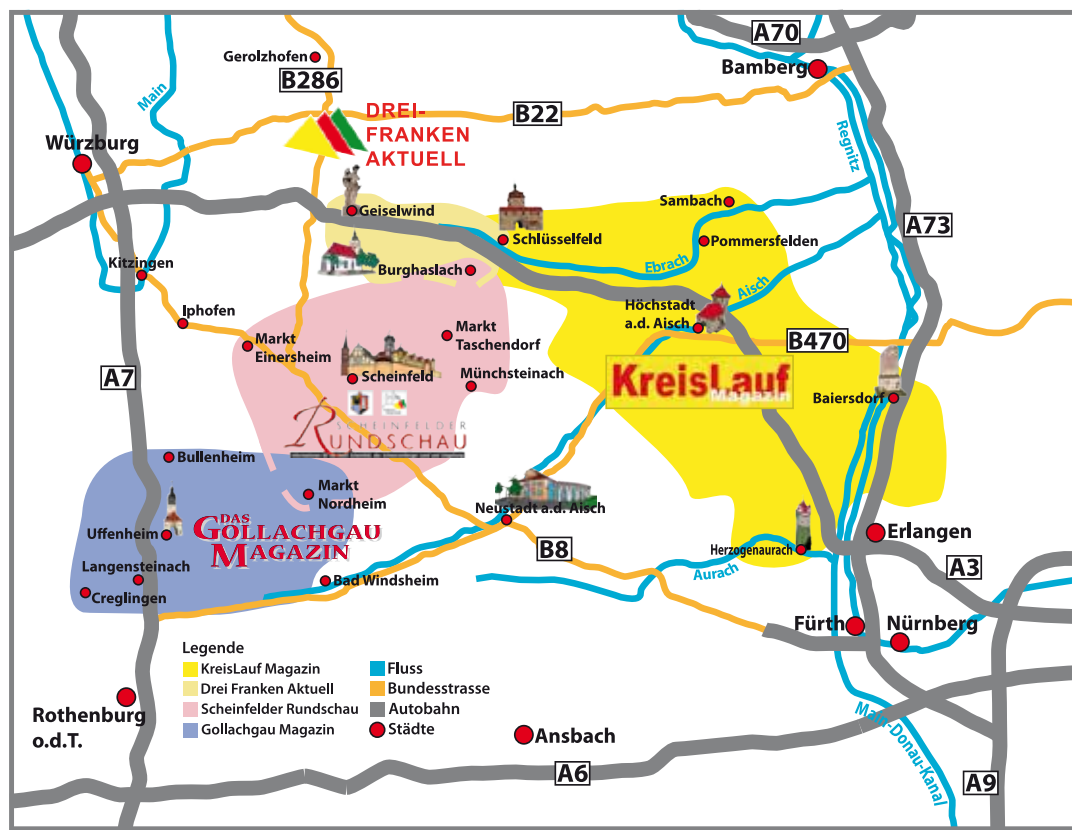 A70
Gerolzhofen
Bamberg
B286
Main
DREI-
FRANKEN
AKTUELL
B22
Regnitz
Würzburg
Geiselwind
Sambach
Schlüsselfeld
Pommersfelden
A73
Kitzingen
Burghaslach
Ebrach
Aisch
Iphofen
Höchstadt
a.d. Aisch
Markt
Einersheim
Markt
Taschendorf
B470
A7
Scheinfeld
Münchsteinach
KreisLauf
Magazin
Baiersdorf
SCHEINFELDER
RUNDSCHAU
Bullenheim
Markt
Nordheim
Neustadt a.d. Aisch
Uffenheim
DAS
GOLLACHGAU
MAGAZIN
Erlangen
B8
Herzogenaurach
Langensteinach
Bad Windsheim
Aurach
A3
Creglingen
Fürth
Nürnberg
Legende
KreisLauf Magazin
Drei Franken Aktuell
Scheinfelder Rundschau
Gollachgau Magazin
Fluss
Bundesstrasse
Autobahn
Städte
Rothenburg
o.d.T.
Ansbach
Main-Donau-Kanal
A6
A9